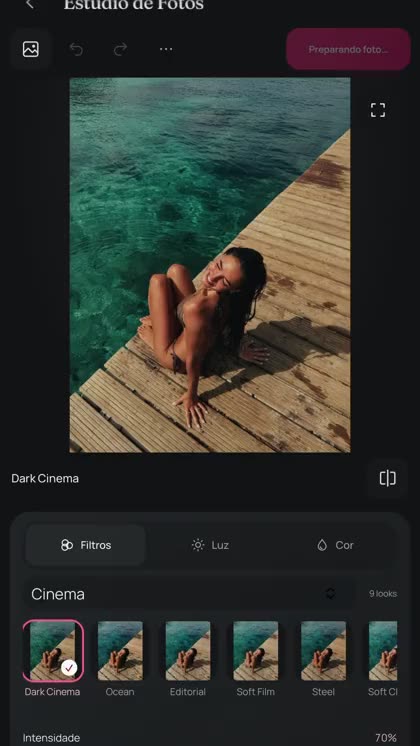 Estúdio de Fotos
Preparando foto...
Dark Cinema
Filtros
Luz
Cor
Cinema
9 looks
Dark Cinema
Ocean
Editorial
Soft Film
Steel
Intensidade
70%